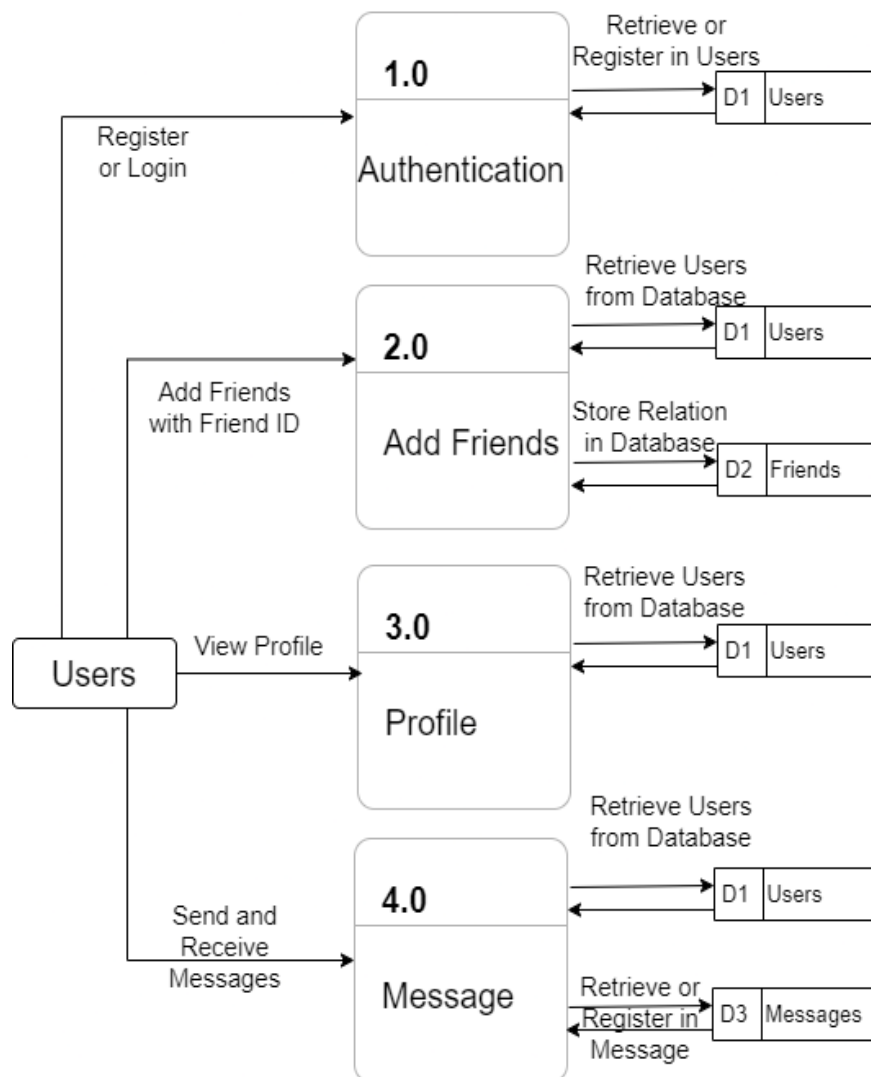 Retrieve or
Register in Users
1.0
D1 Users
Register
or Login
Authentication
Retrieve Users
from Database
2.0
D1 Users
Add Friends
with Friend ID
Store Relation
in Database
Add Friends
D2 Friends
Retrieve Users
from Database
3.0
View Profile
D1 Users
Users
Profile
Retrieve Users
from Database
4.0
D1 Users
Send and
Receive
Messages
Message
Retrieve or
Register in
Message
D3 Messages